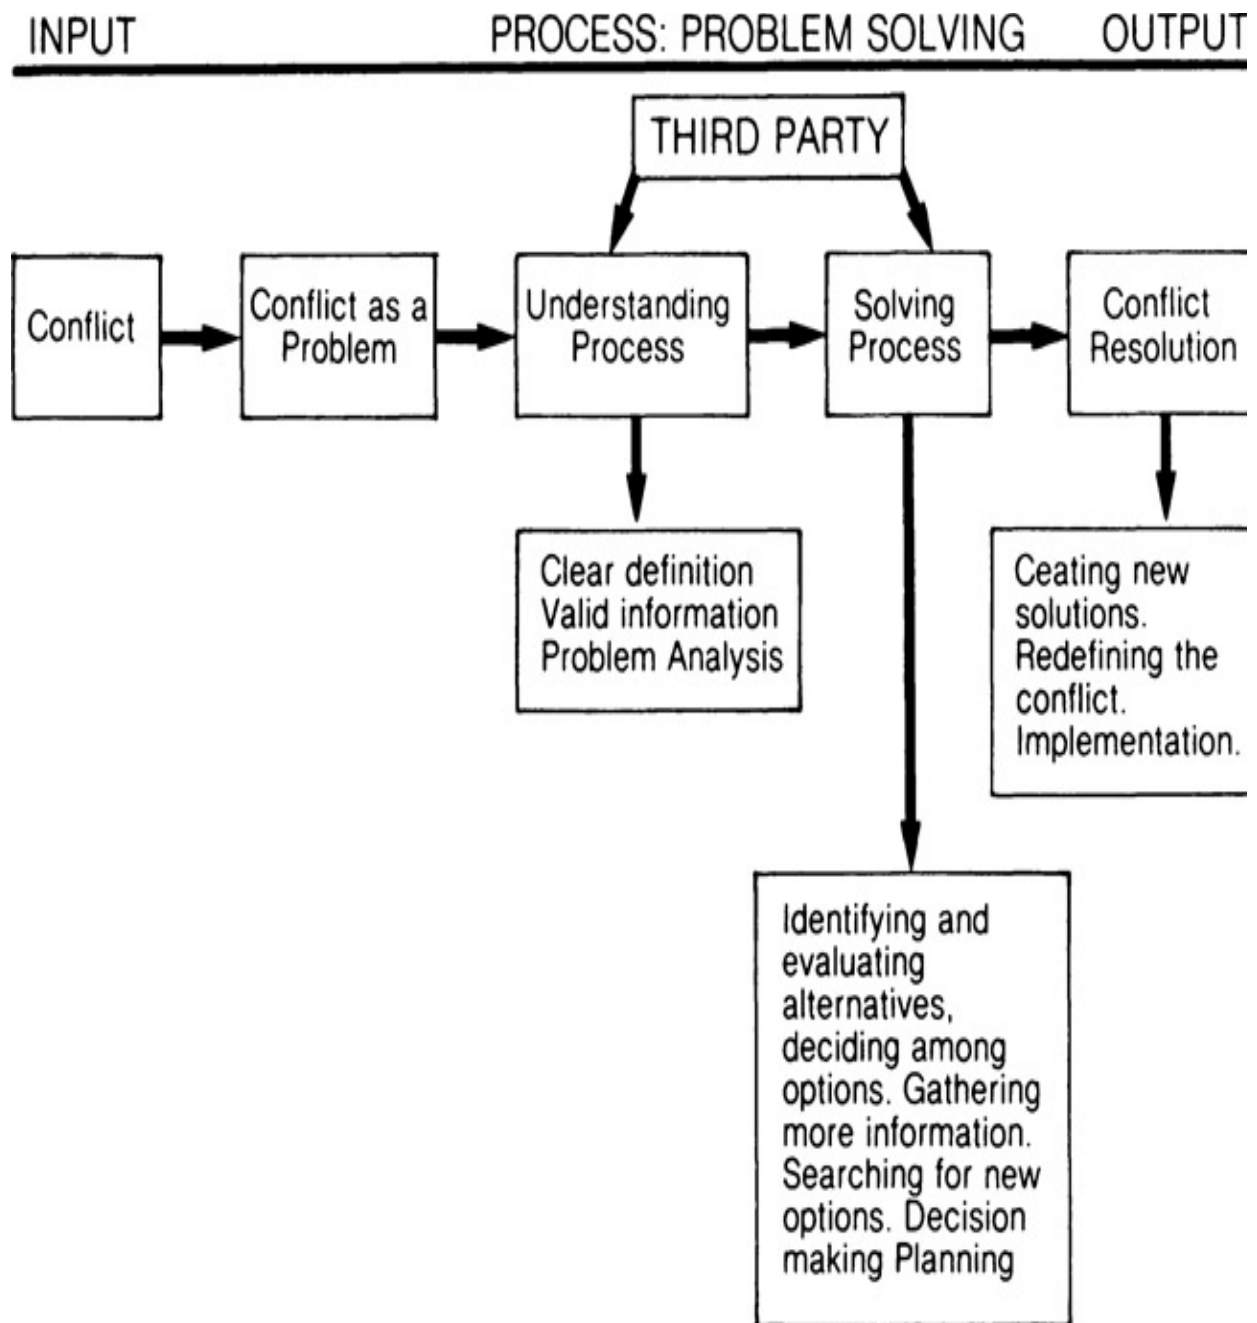 INPUT PROCESS: PROBLEM SOLVING OUTPUT
THIRD PARTY
Conflict
Conflict as a
Problem
Understanding
Process
Solving
Process
Conflict
Resolution
Clear definition
Valid information
Problem Analysis
Ceating new
solutions.
Redefining the
conflict.
Implementation.
Identifying and
evaluating
alternatives,
deciding among
options. Gathering
more information.
Searching for new
options. Decision
making Planning